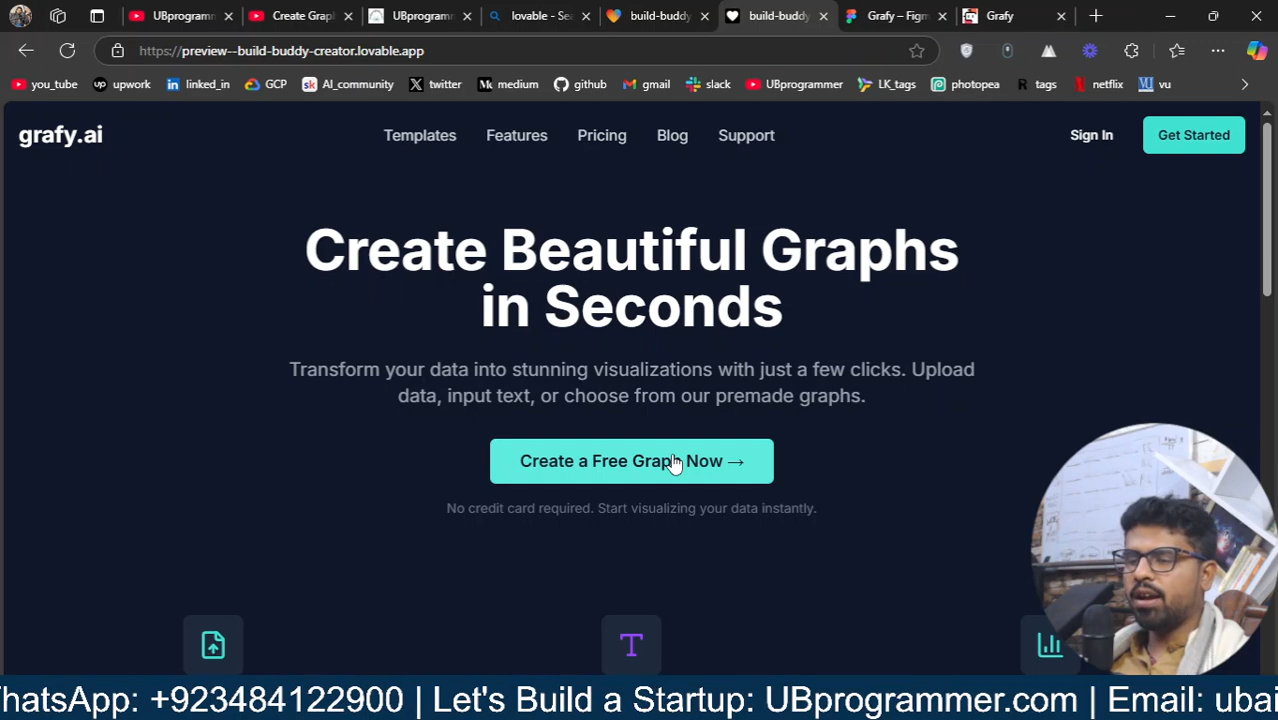 UBprogramm
Create Grap
UBprogramm
lovable - Sea
build-buddy
build-buddy
Grafy – Figm
Grafy
https://preview--build-buddy-creator.lovable.app
you_tube
upwork
linked_in
GCP
AI_community
twitter
medium
github
gmail
slack
UBprogrammer
LK_tags
photopea
tags
netflix
vu
grafy.ai
Templates
Features
Pricing
Blog
Support
Sign In
Get Started
Create Beautiful Graphs
in Seconds
Transform your data into stunning visualizations with just a few clicks. Upload
data, input text, or choose from our premade graphs.
Create a Free Graph Now →
No credit card required. Start visualizing your data instantly.
hatsApp: +923484122900 | Let's Build a Startup: UBprogrammer.com | Email: ubai